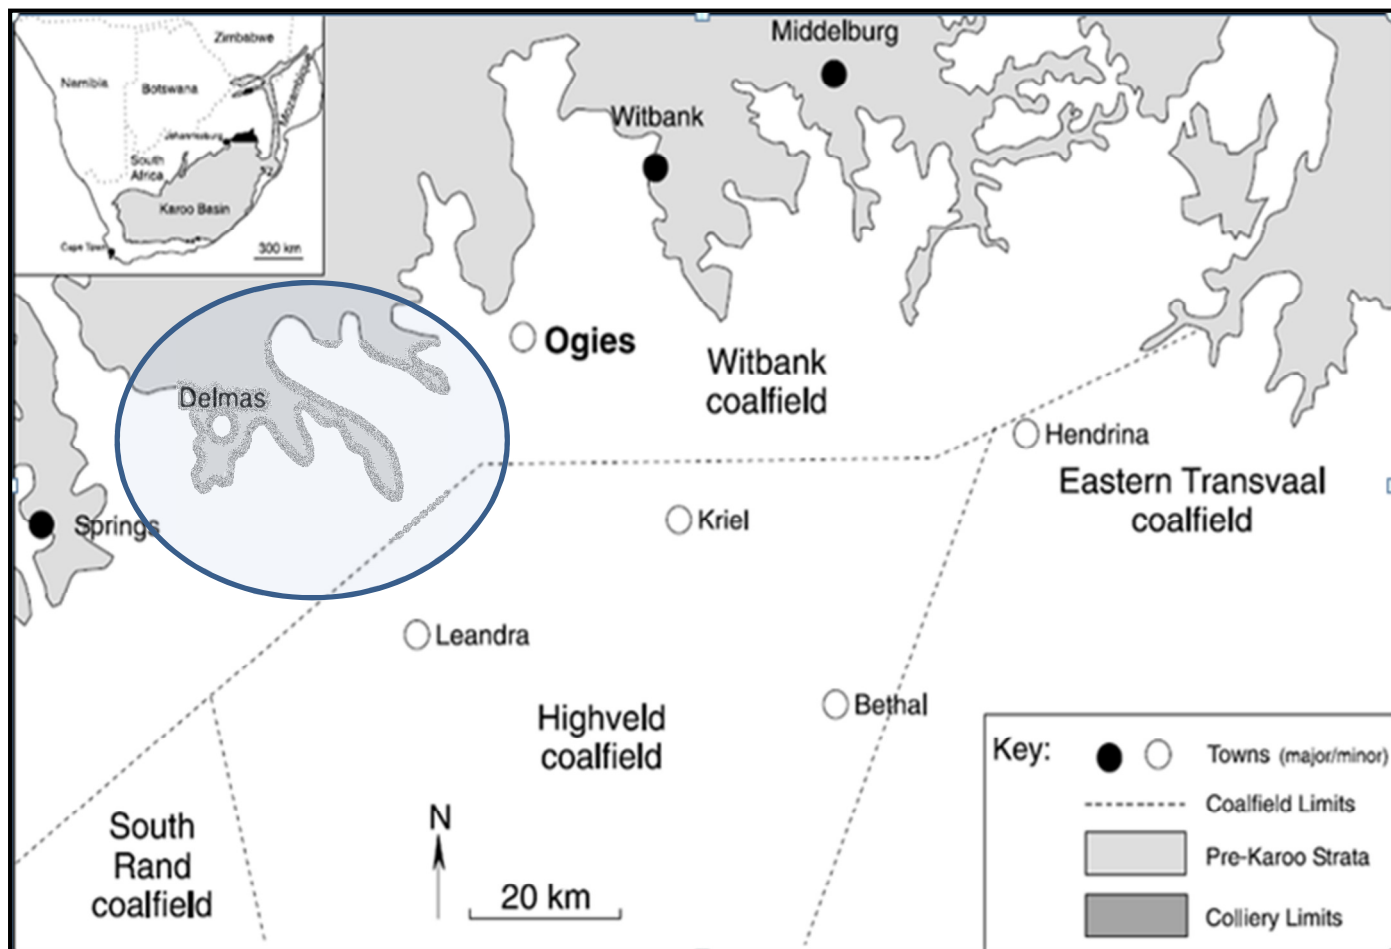 Zimbabwe
Namibia
Botswana
Mozambique
Johannesburg
South
Africa
Karoo Basin
Cape Town
300 km
Middelburg
Witbank
Ogies
Witbank
coalfield
Delmas
Hendrina
Eastern Transvaal
coalfield
Springs
Kriel
Leandra
Bethal
Highveld
coalfield
South
Rand
coalfield
N
20 km
Key:
Towns (major/minor)
Coalfield Limits
Pre-Karoo Strata
Colliery Limits